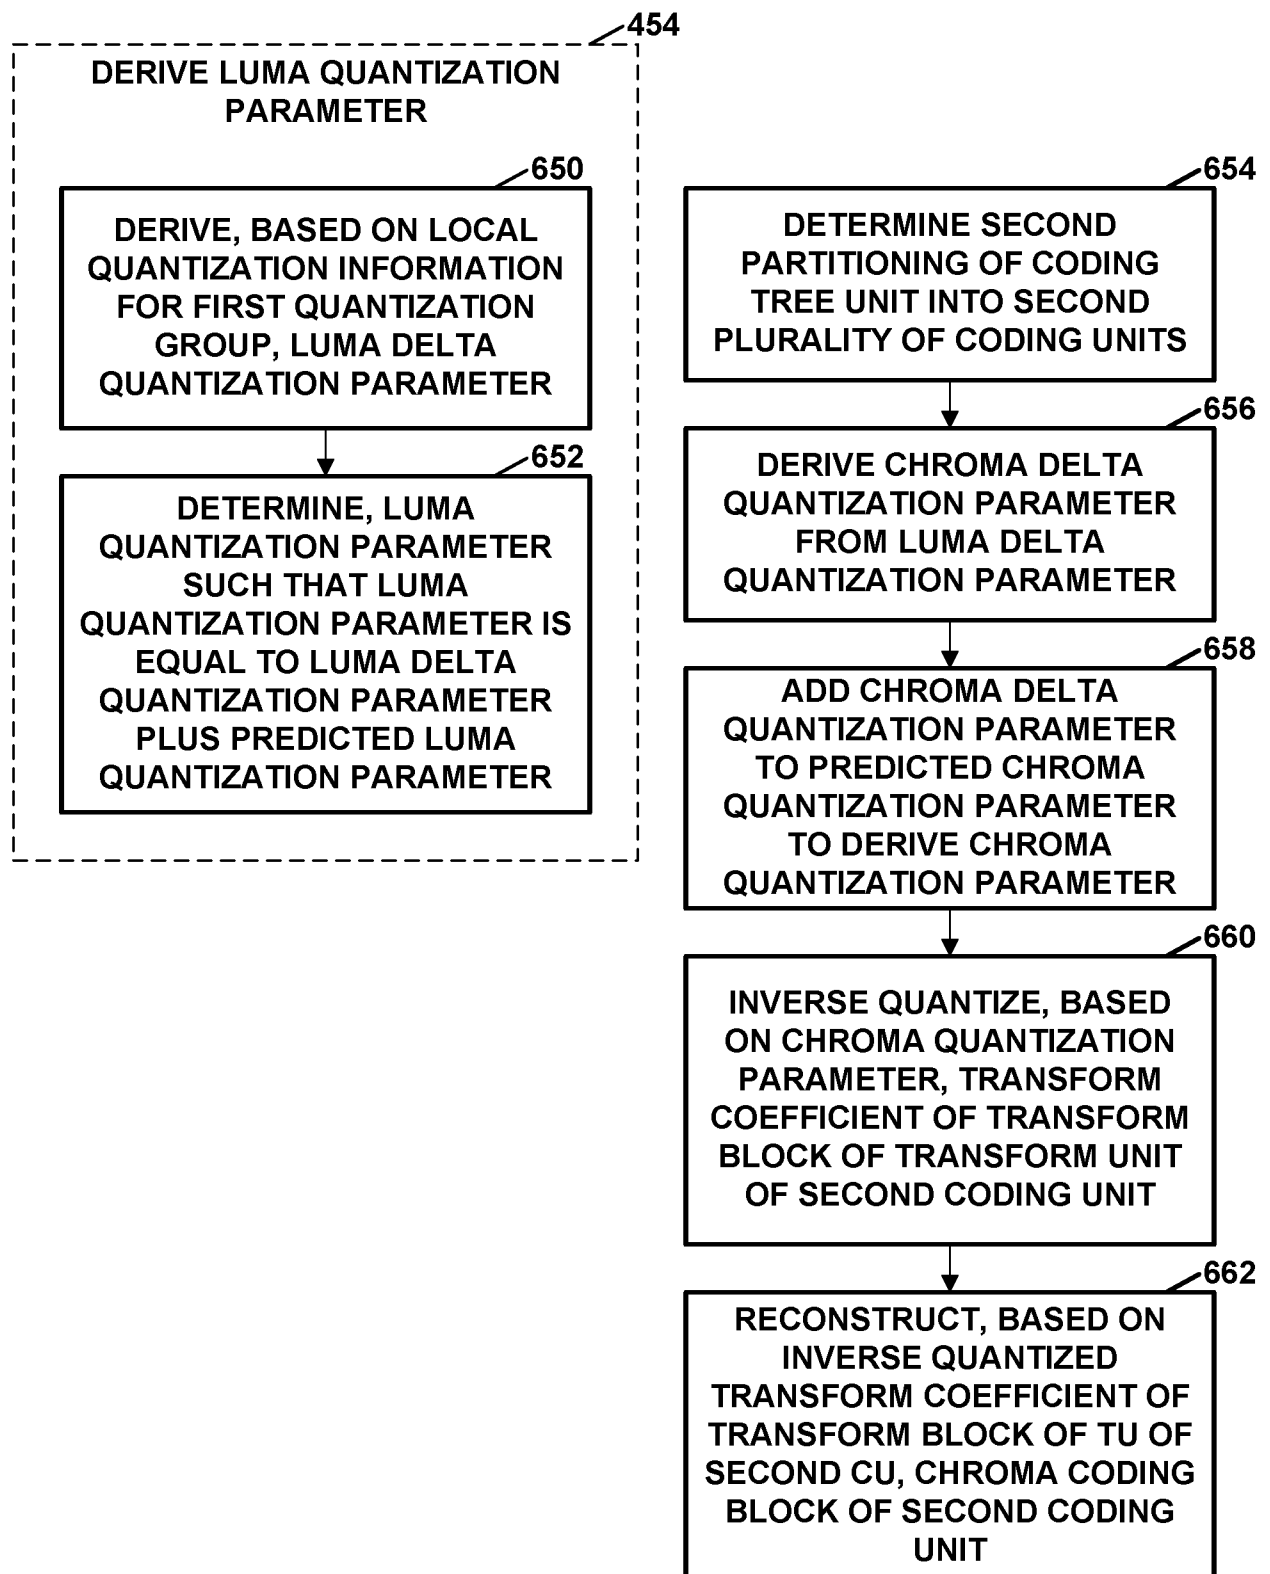 454
DERIVE LUMA QUANTIZATION
PARAMETER
650
DERIVE, BASED ON LOCAL
QUANTIZATION INFORMATION
FOR FIRST QUANTIZATION
GROUP, LUMA DELTA
QUANTIZATION PARAMETER
652
DETERMINE, LUMA
QUANTIZATION PARAMETER
SUCH THAT LUMA
QUANTIZATION PARAMETER IS
EQUAL TO LUMA DELTA
QUANTIZATION PARAMETER
PLUS PREDICTED LUMA
QUANTIZATION PARAMETER
654
DETERMINE SECOND
PARTITIONING OF CODING
TREE UNIT INTO SECOND
PLURALITY OF CODING UNITS
656
DERIVE CHROMA DELTA
QUANTIZATION PARAMETER
FROM LUMA DELTA
QUANTIZATION PARAMETER
658
ADD CHROMA DELTA
QUANTIZATION PARAMETER
TO PREDICTED CHROMA
QUANTIZATION PARAMETER
TO DERIVE CHROMA
QUANTIZATION PARAMETER
660
INVERSE QUANTIZE, BASED
ON CHROMA QUANTIZATION
PARAMETER, TRANSFORM
COEFFICIENT OF TRANSFORM
BLOCK OF TRANSFORM UNIT
OF SECOND CODING UNIT
662
RECONSTRUCT, BASED ON
INVERSE QUANTIZED
TRANSFORM COEFFICIENT OF
TRANSFORM BLOCK OF TU OF
SECOND CU, CHROMA CODING
BLOCK OF SECOND CODING
UNIT